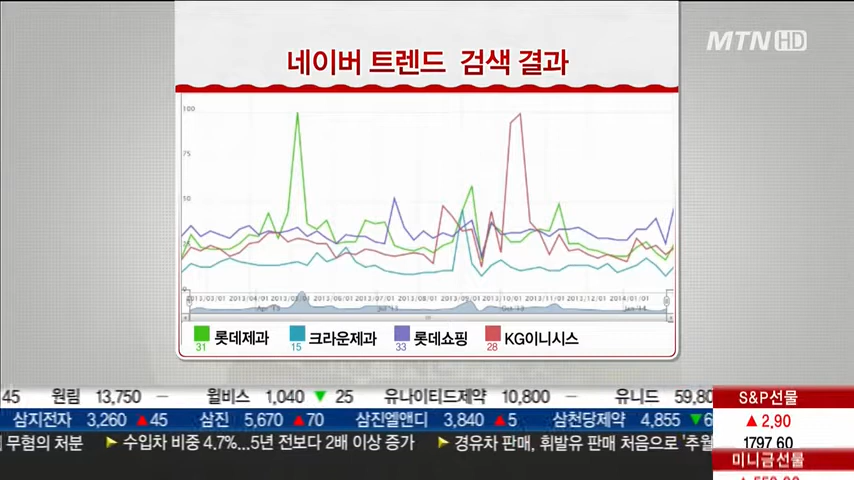 MTN HD
네이버 트렌드 검색 결과
100
75
50
25
0
2013/03/01 2013/04/01 2013/05/01 2013/06/01 2013/07/01 2013/08/01 2013/09/01 2013/10/01 2013/11/01 2013/12/01 2014/01/01
롯데제과 크라운제과 롯데쇼핑 KG이니시스
31 15 33 28
45 원림 13,750 － 윌비스 1,040 ▼ 25 유나이티드제약 10,800 － 유니드 59,80
삼지전자 3,260 ▲45 삼진 5,670 ▲70 삼진엘앤디 3,840 ▲5 삼천당제약 4,855 ▼6
무혐의 처분 ▶ 수입차 비중 4.7%...5년 전보다 2배 이상 증가 ▶ 경유차 판매, 휘발유 판매 처음으로 '추월
S&P선물
▲2,90
1797 60
미니금선물